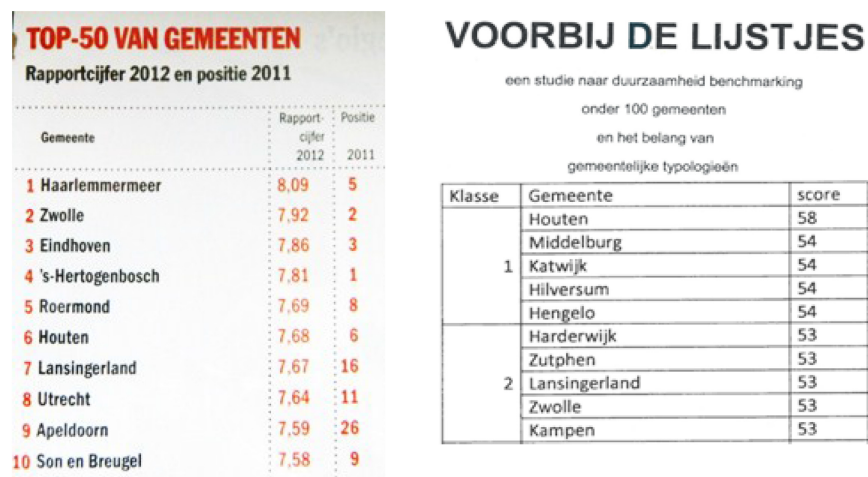 TOP-50 VAN GEMEENTEN
Rapportcijfer 2012 en positie 2011
Gemeente Rapport-cijfer 2012 Positie 2011
1 Haarlemmermeer 8,09 5
2 Zwolle 7,92 2
3 Eindhoven 7,86 3
4 's-Hertogenbosch 7,81 1
5 Roermond 7,69 8
6 Houten 7,68 6
7 Lansingerland 7,67 16
8 Utrecht 7,64 11
9 Apeldoorn 7,59 26
10 Son en Breugel 7,58 9
VOORBIJ DE LIJSTJES
een studie naar duurzaamheid benchmarking
onder 100 gemeenten
en het belang van
gemeentelijke typologieën
Klasse Gemeente score
Houten 58
Middelburg 54
1 Katwijk 54
Hilversum 54
Hengelo 54
Harderwijk 53
Zutphen 53
2 Lansingerland 53
Zwolle 53
Kampen 53